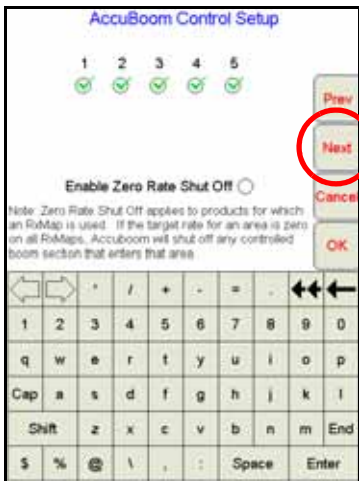 AccuBoom Control Setup
1 2 3 4 5
Prev
Next
Enable Zero Rate Shut Off
Cancel
Note: Zero Rate Shut Off applies to products for which
an RxMap is used. If the target rate for an area is zero
on all RxMaps, Accuboom will shut off any controlled
boom section that enters that area.
OK
' / + - = .
1 2 3 4 5 6 7 8 9 0
q w e r t y u i o p
Cap a s d f g h j k l
Shift z x c v b n m End
$ % @ \ , : Space Enter